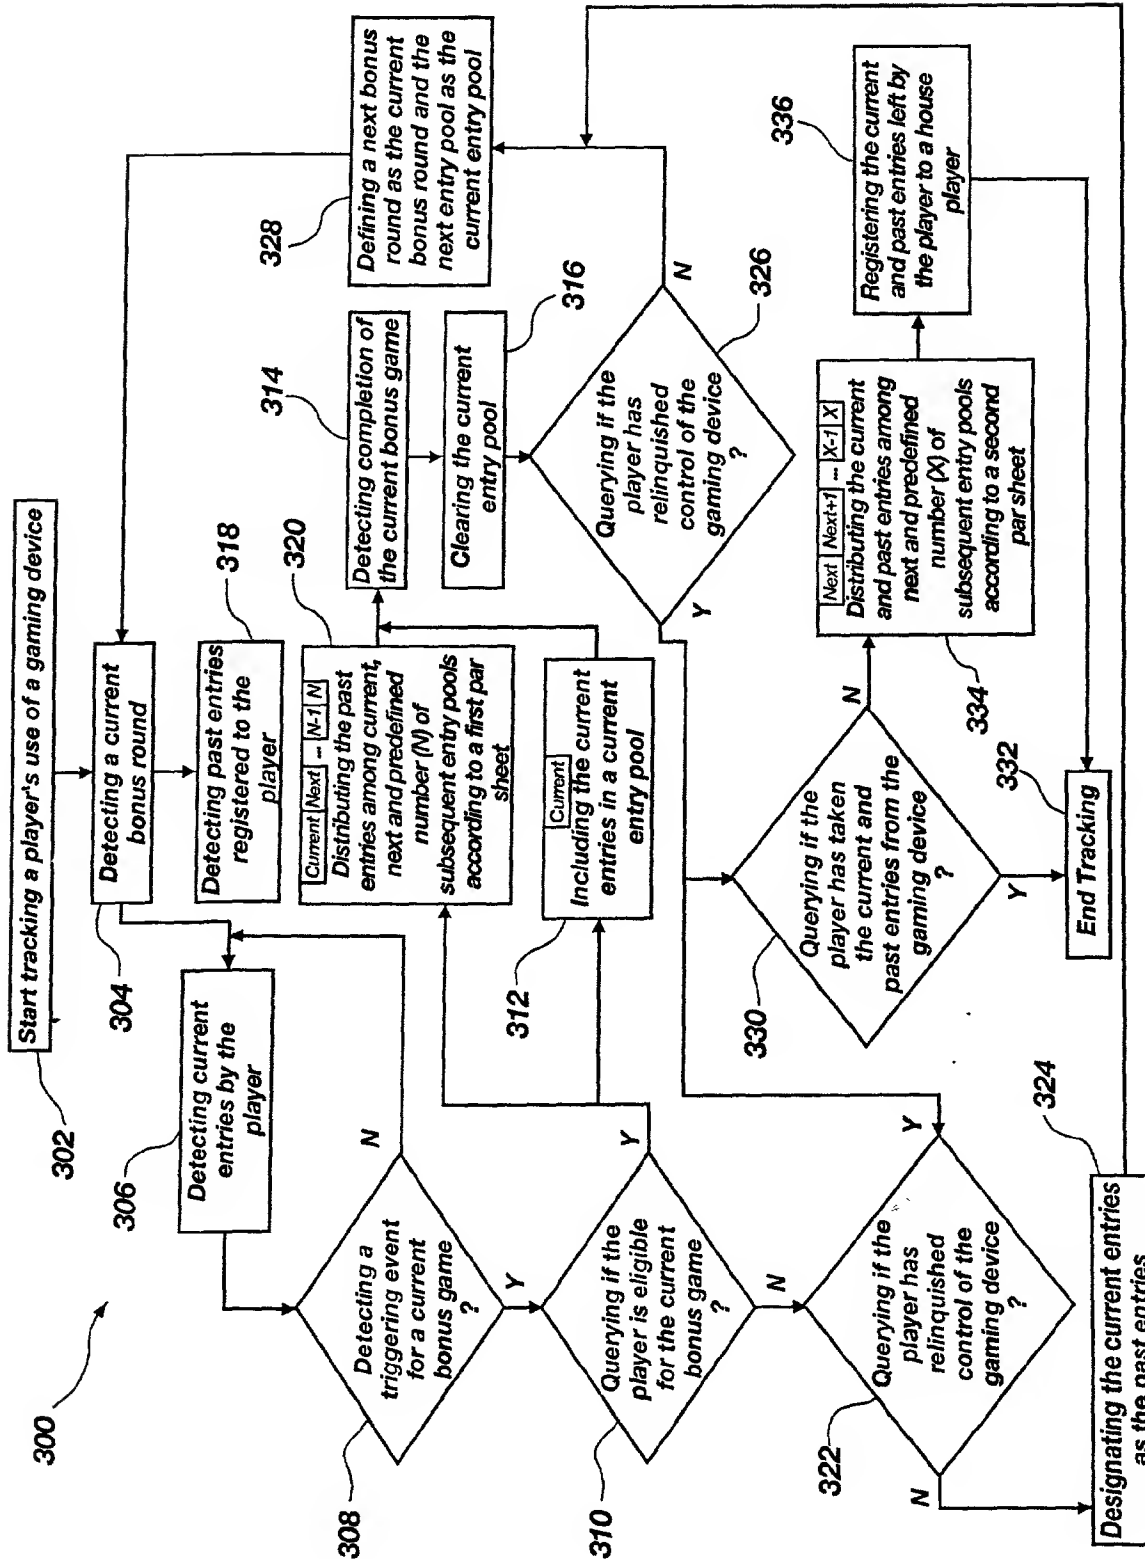 300
302
Start tracking a player's use of a gaming device
304
Detecting a current
bonus round
306
Detecting current
entries by the
player
318
Detecting past entries
registered to the
player
308
Detecting a
triggering event
for a current
bonus game
?
N
Y
310
Querying if the
player is eligible
for the current
bonus game
?
Y
N
320
Current Next ... N-1 N
Distributing the past
entries among current,
next and predefined
number (N) of
subsequent entry pools
according to a first par
sheet
312
Current
Including the current
entries in a current
entry pool
314
Detecting completion of
the current bonus game
316
Clearing the current
entry pool
326
Querying if the
player has
relinquished
control of the
gaming device
?
N
Y
328
Defining a next bonus
round as the current
bonus round and the
next entry pool as the
current entry pool
322
Querying if the
player has
relinquished
control of the
gaming device
?
Y
N
324
Designating the current entries
as the past entries
330
Querying if the
player has taken
the current and
past entries from the
gaming device
?
N
Y
332
End Tracking
334
Next Next+1 ... X-1 X
Distributing the current
and past entries among
next and predefined
number (X) of
subsequent entry pools
according to a second
par sheet
336
Registering the current
and past entries left by
the player to a house
player